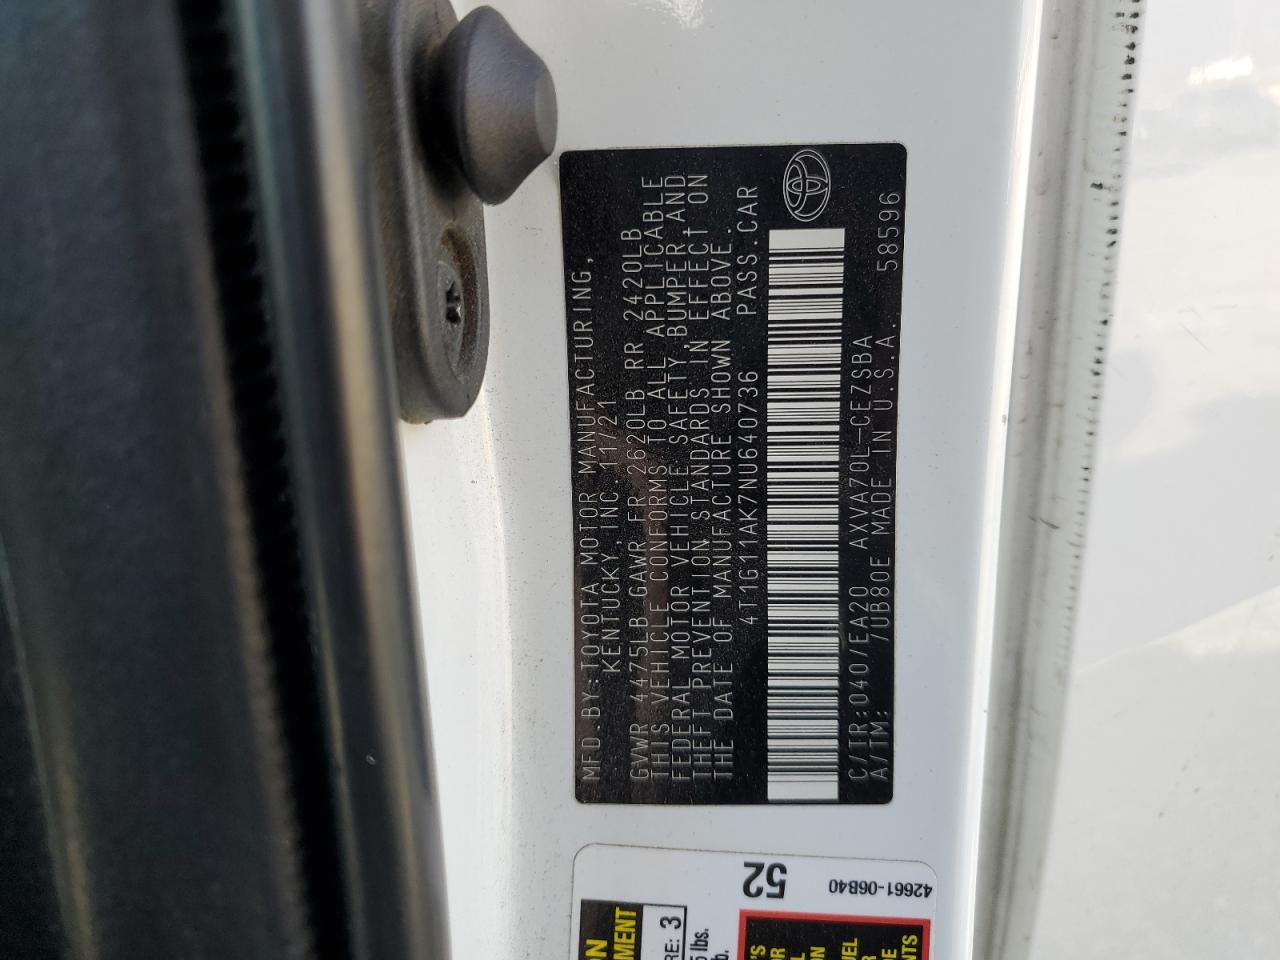 MFD.BY:TOYOTA MOTOR MANUFACTURING,
KENTUCKY,INC. 11/21
GVWR 4475LB GAWR FR 2620LB RR 2420LB
THIS VEHICLE CONFORMS TO ALL APPLICABLE
FEDERAL MOTOR VEHICLE SAFETY,BUMPER,AND
THEFT PREVENTION STANDARDS IN EFFECT ON
THE DATE OF MANUFACTURE SHOWN ABOVE.
4T1G11AK7NU640736 PASS.CAR
C/TR:040/EA20 AXVA70L-CEZSBA
A/TM: /UB80E MADE IN U.S.A. 58596
52
42661-06B40